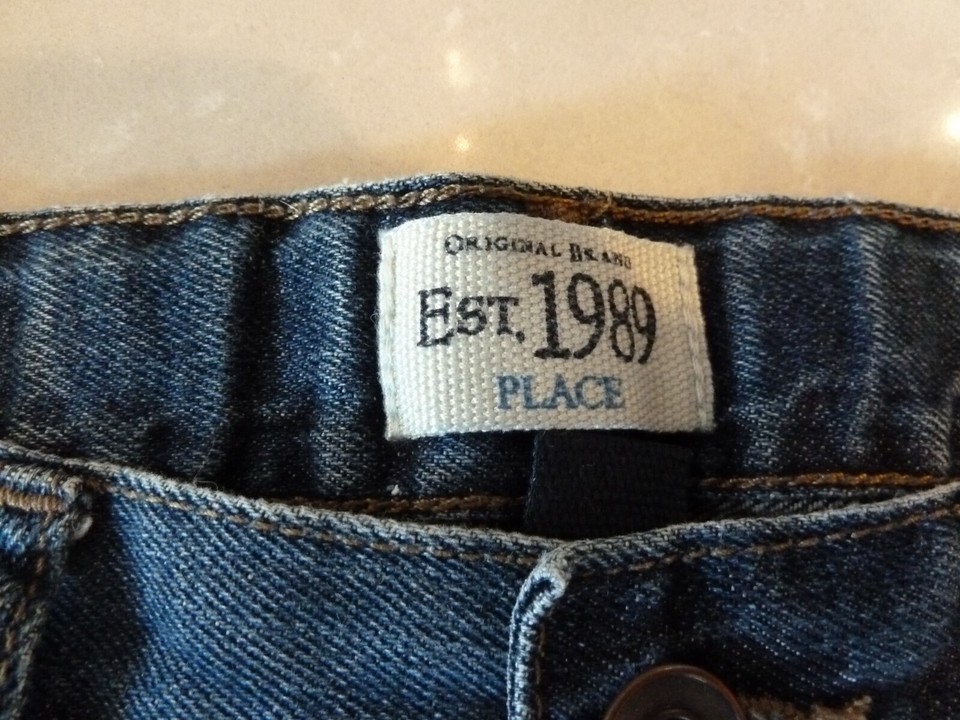 ORIGINAL BRAND
EST. 1989
PLACE